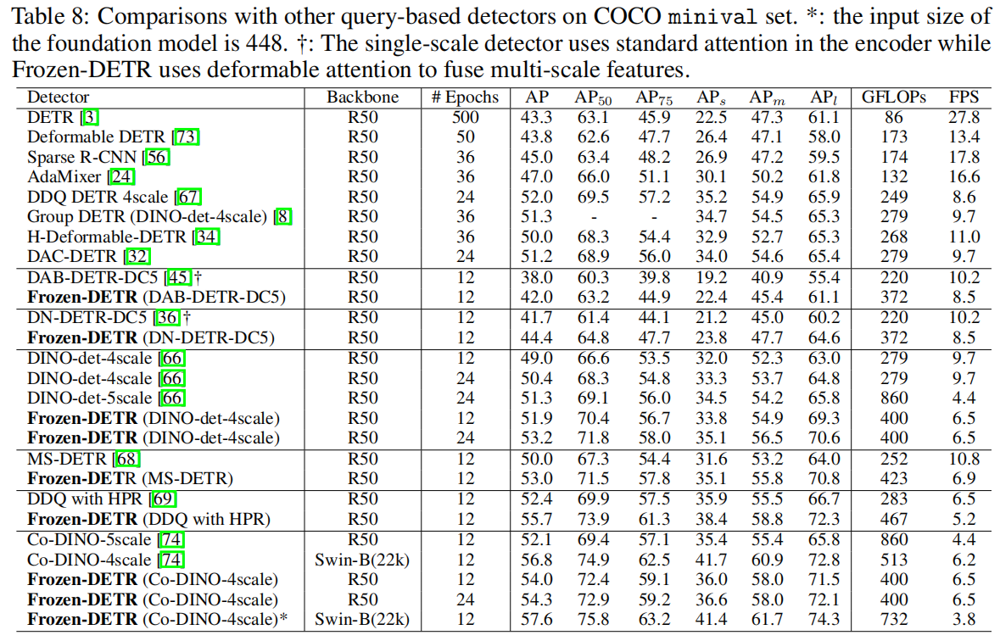 Table 8: Comparisons with other query-based detectors on COCO minival set. *: the input size of
the foundation model is 448. †: The single-scale detector uses standard attention in the encoder while
Frozen-DETR uses deformable attention to fuse multi-scale features.
Detector Backbone # Epochs AP AP50 AP75 APs APm APl GFLOPs FPS
DETR [3] R50 500 43.3 63.1 45.9 22.5 47.3 61.1 86 27.8
Deformable DETR [73] R50 50 43.8 62.6 47.7 26.4 47.1 58.0 173 13.4
Sparse R-CNN [56] R50 36 45.0 63.4 48.2 26.9 47.2 59.5 174 17.8
AdaMixer [24] R50 36 47.0 66.0 51.1 30.1 50.2 61.8 132 16.6
DDQ DETR 4scale [67] R50 24 52.0 69.5 57.2 35.2 54.9 65.9 249 8.6
Group DETR (DINO-det-4scale) [8] R50 36 51.3 - - 34.7 54.5 65.3 279 9.7
H-Deformable-DETR [34] R50 36 50.0 68.3 54.4 32.9 52.7 65.3 268 11.0
DAC-DETR [32] R50 24 51.2 68.9 56.0 34.0 54.6 65.4 279 9.7
DAB-DETR-DC5 [45] † R50 12 38.0 60.3 39.8 19.2 40.9 55.4 220 10.2
Frozen-DETR (DAB-DETR-DC5) R50 12 42.0 63.2 44.9 22.4 45.4 61.1 372 8.5
DN-DETR-DC5 [36] † R50 12 41.7 61.4 44.1 21.2 45.0 60.2 220 10.2
Frozen-DETR (DN-DETR-DC5) R50 12 44.4 64.8 47.7 23.8 47.7 64.6 372 8.5
DINO-det-4scale [66] R50 12 49.0 66.6 53.5 32.0 52.3 63.0 279 9.7
DINO-det-4scale [66] R50 24 50.4 68.3 54.8 33.3 53.7 64.8 279 9.7
DINO-det-5scale [66] R50 24 51.3 69.1 56.0 34.5 54.2 65.8 860 4.4
Frozen-DETR (DINO-det-4scale) R50 12 51.9 70.4 56.7 33.8 54.9 69.3 400 6.5
Frozen-DETR (DINO-det-4scale) R50 24 53.2 71.8 58.0 35.1 56.5 70.6 400 6.5
MS-DETR [68] R50 12 50.0 67.3 54.4 31.6 53.2 64.0 252 10.8
Frozen-DETR (MS-DETR) R50 12 53.0 71.5 57.8 35.1 55.8 70.8 423 6.9
DDQ with HPR [69] R50 12 52.4 69.9 57.5 35.9 55.5 66.7 283 6.5
Frozen-DETR (DDQ with HPR) R50 12 55.7 73.9 61.3 38.4 58.8 72.3 467 5.2
Co-DINO-5scale [74] R50 12 52.1 69.4 57.1 35.4 55.4 65.8 860 4.4
Co-DINO-4scale [74] Swin-B(22k) 12 56.8 74.9 62.5 41.7 60.9 72.8 513 6.2
Frozen-DETR (Co-DINO-4scale) R50 12 54.0 72.4 59.1 36.0 58.0 71.5 400 6.5
Frozen-DETR (Co-DINO-4scale) R50 24 54.3 72.9 59.2 36.6 58.0 72.1 400 6.5
Frozen-DETR (Co-DINO-4scale)* Swin-B(22k) 12 57.6 75.8 63.2 41.4 61.7 74.3 732 3.8